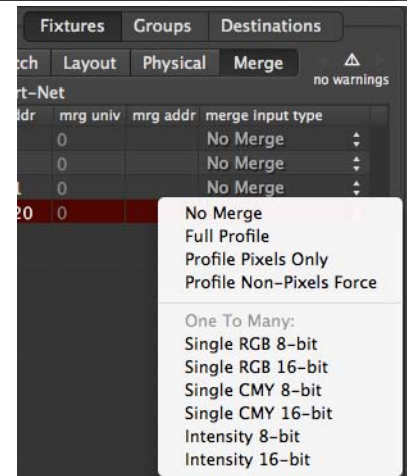 Fixtures Groups Destinations
tch Layout Physical Merge
no warnings
rt-Net
ddr mrg univ mrg addr merge input type
0 No Merge
0 No Merge
1 0 No Merge
20 0
No Merge
Full Profile
Profile Pixels Only
Profile Non-Pixels Force
One To Many:
Single RGB 8-bit
Single RGB 16-bit
Single CMY 8-bit
Single CMY 16-bit
Intensity 8-bit
Intensity 16-bit